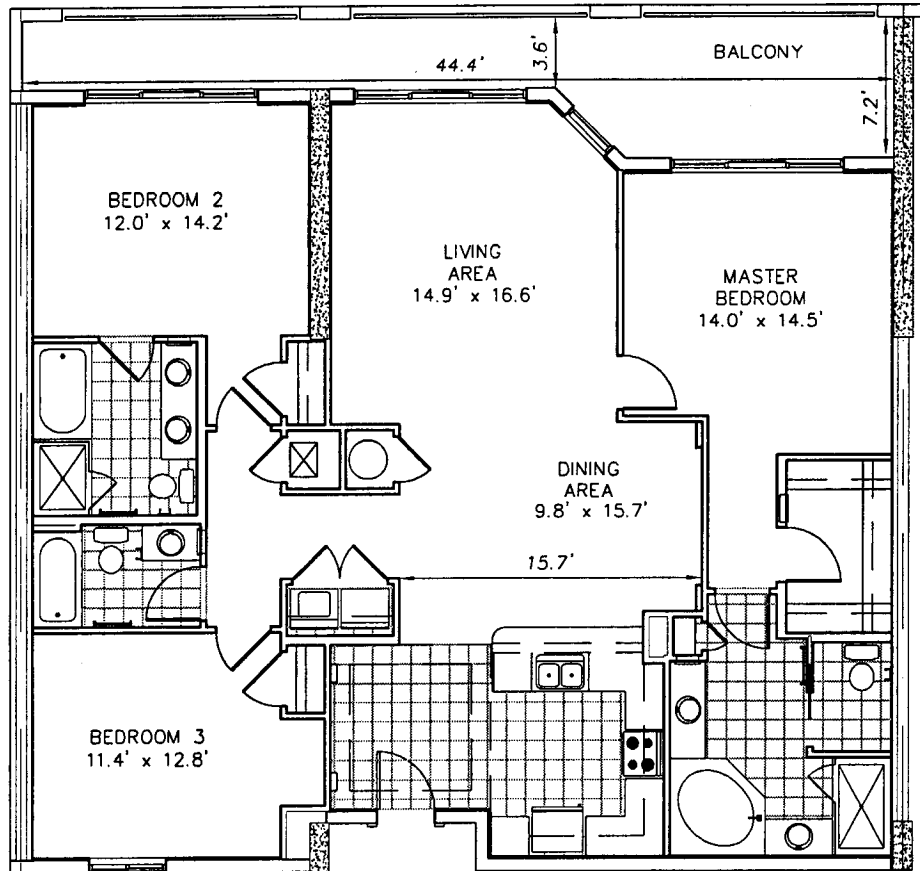 BALCONY
44.4'
3.6'
7.2'
BEDROOM 2
12.0' x 14.2'
LIVING
AREA
14.9' x 16.6'
MASTER
BEDROOM
14.0' x 14.5'
DINING
AREA
9.8' x 15.7'
15.7'
BEDROOM 3
11.4' x 12.8'